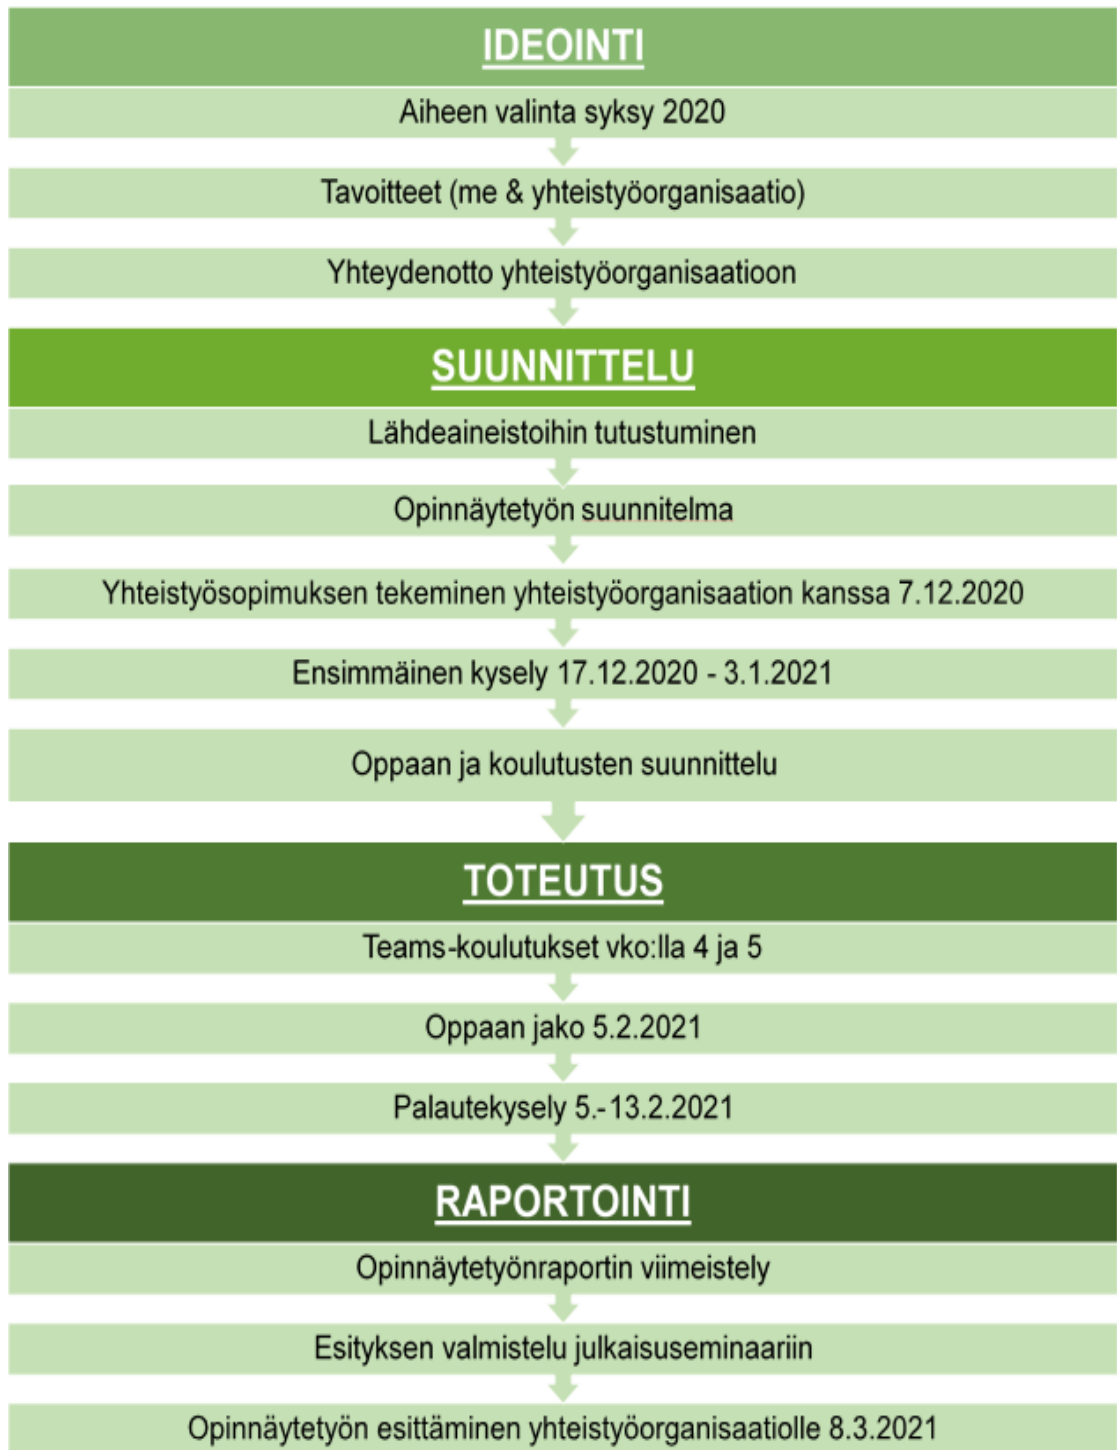 IDEOINTI
Aiheen valinta syksy 2020
Tavoitteet (me & yhteistyöorganisaatio)
Yhteydenotto yhteistyöorganisaatioon
SUUNNITTELU
Lähdeaineistoihin tutustuminen
Opinnäytetyön suunnitelma
Yhteistyösopimuksen tekeminen yhteistyöorganisaation kanssa 7.12.2020
Ensimmäinen kysely 17.12.2020 - 3.1.2021
Oppaan ja koulutusten suunnittelu
TOTEUTUS
Teams-koulutukset vko:lla 4 ja 5
Oppaan jako 5.2.2021
Palautekysely 5.-13.2.2021
RAPORTOINTI
Opinnäytetyönraportin viimeistely
Esityksen valmistelu julkaisuseminaariin
Opinnäytetyön esittäminen yhteistyöorganisaatiolle 8.3.2021